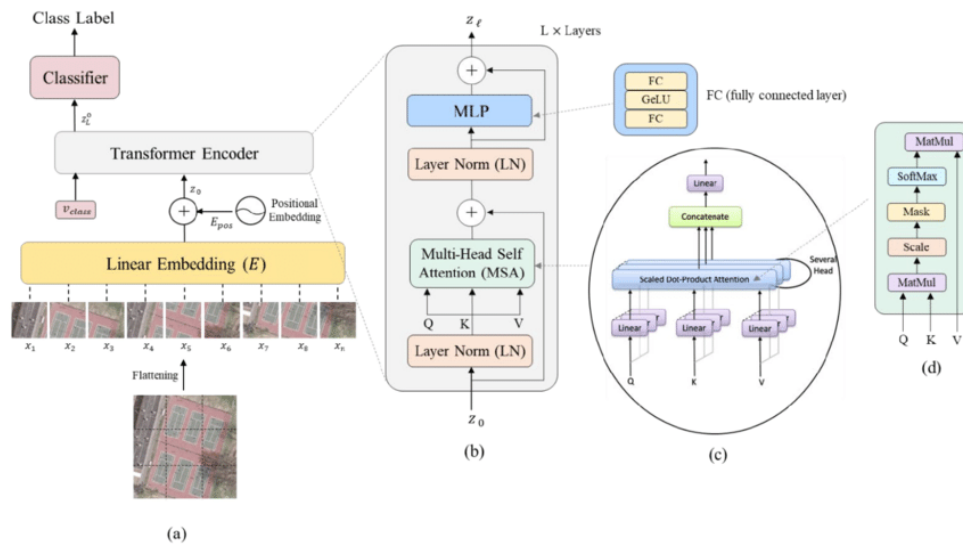 Class Label
Classifier
z_L^0
Transformer Encoder
v_class
z_0
+
E_pos
Positional
Embedding
Linear Embedding (E)
x_1 x_2 x_3 x_4 x_5 x_6 x_7 x_8 x_n
Flattening
(a)
z_ℓ
L × Layers
+
MLP
Layer Norm (LN)
+
Multi-Head Self
Attention (MSA)
Q K V
Layer Norm (LN)
z_0
(b)
FC
GeLU
FC
FC (fully connected layer)
Linear
Concatenate
Scaled Dot-Product Attention
Several
Head
Linear Linear Linear
Q K V
(c)
MatMul
SoftMax
Mask
Scale
MatMul
Q K V
(d)